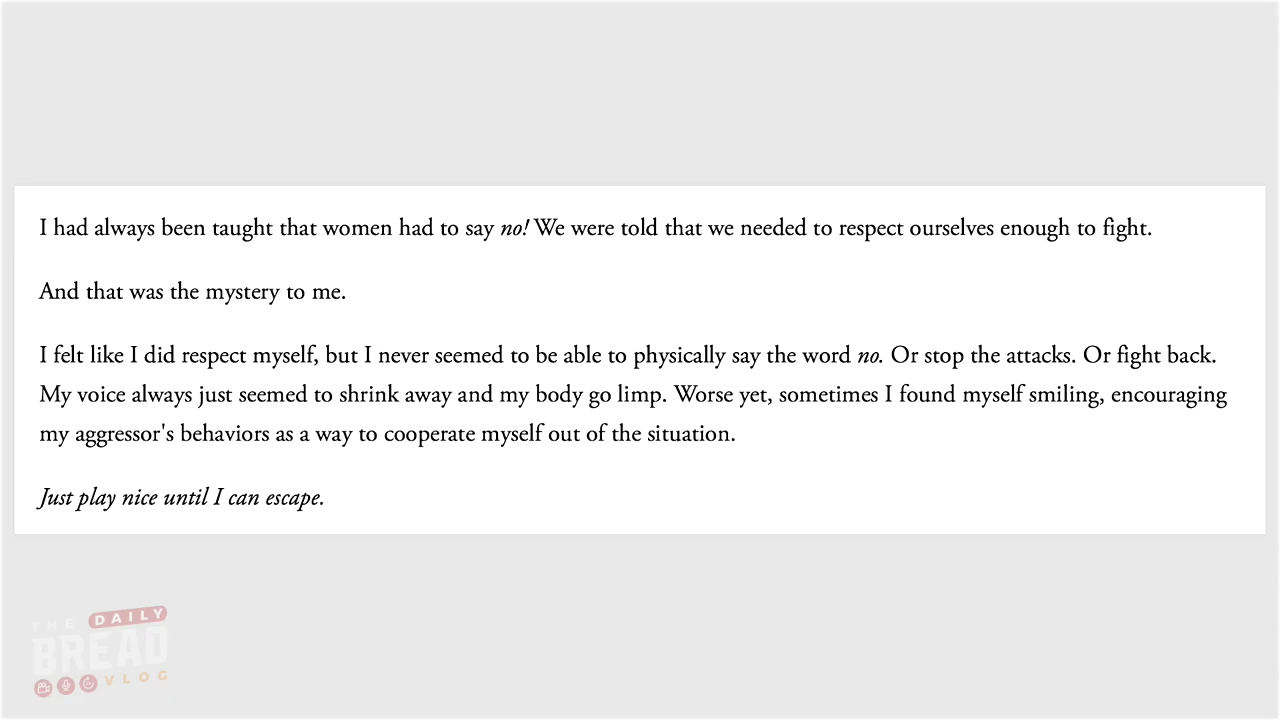 I had always been taught that women had to say no! We were told that we needed to respect ourselves enough to fight.
And that was the mystery to me.
I felt like I did respect myself, but I never seemed to be able to physically say the word no. Or stop the attacks. Or fight back.
My voice always just seemed to shrink away and my body go limp. Worse yet, sometimes I found myself smiling, encouraging
my aggressor's behaviors as a way to cooperate myself out of the situation.
Just play nice until I can escape.
THE DAILY
BREAD
VLOG